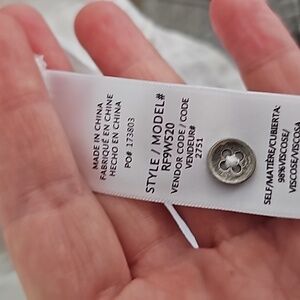 MADE IN CHINA
FABRIQUÉ EN CHINE
HECHO EN CHINA
PO# 173803
STYLE / MODEL#
RF9W520
VENDOR CODE / CODE
VENDEUR#
2751
SELF/MATIÈRE/CUBIERTA:
98%VISCOSE/
VISCOSE/VISCOSA